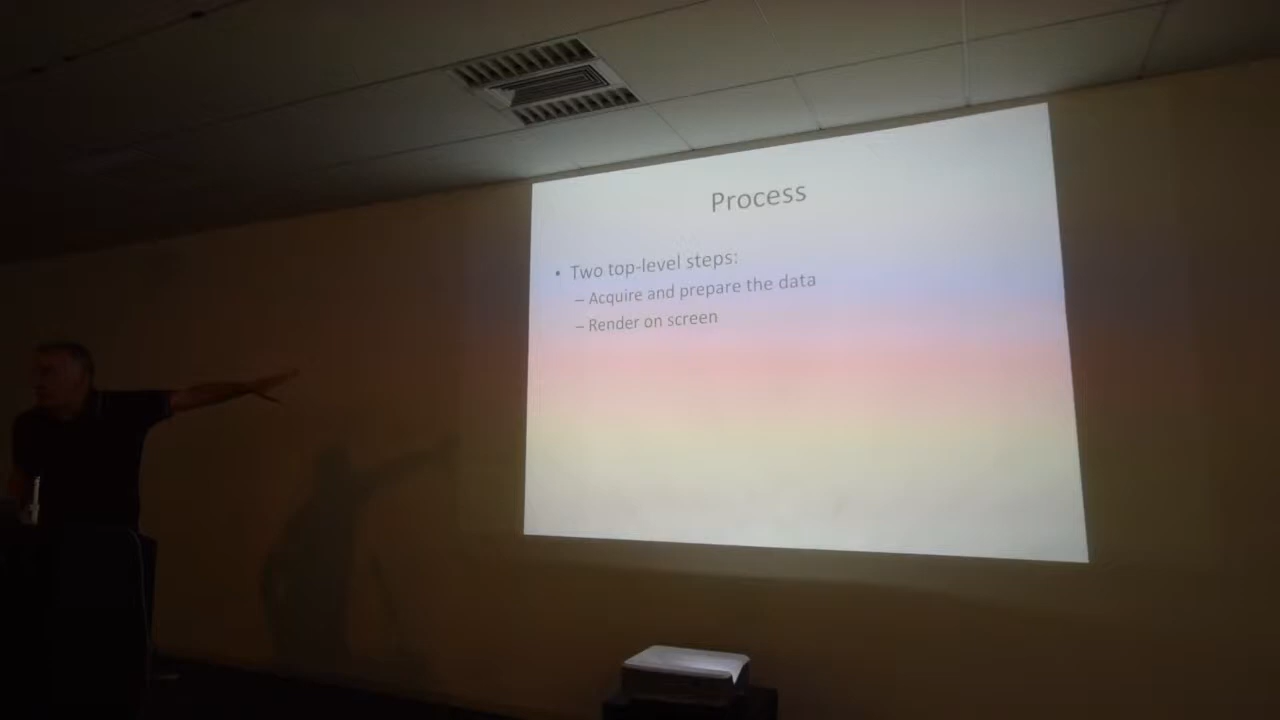 Process
• Two top-level steps:
– Acquire and prepare the data
– Render on screen